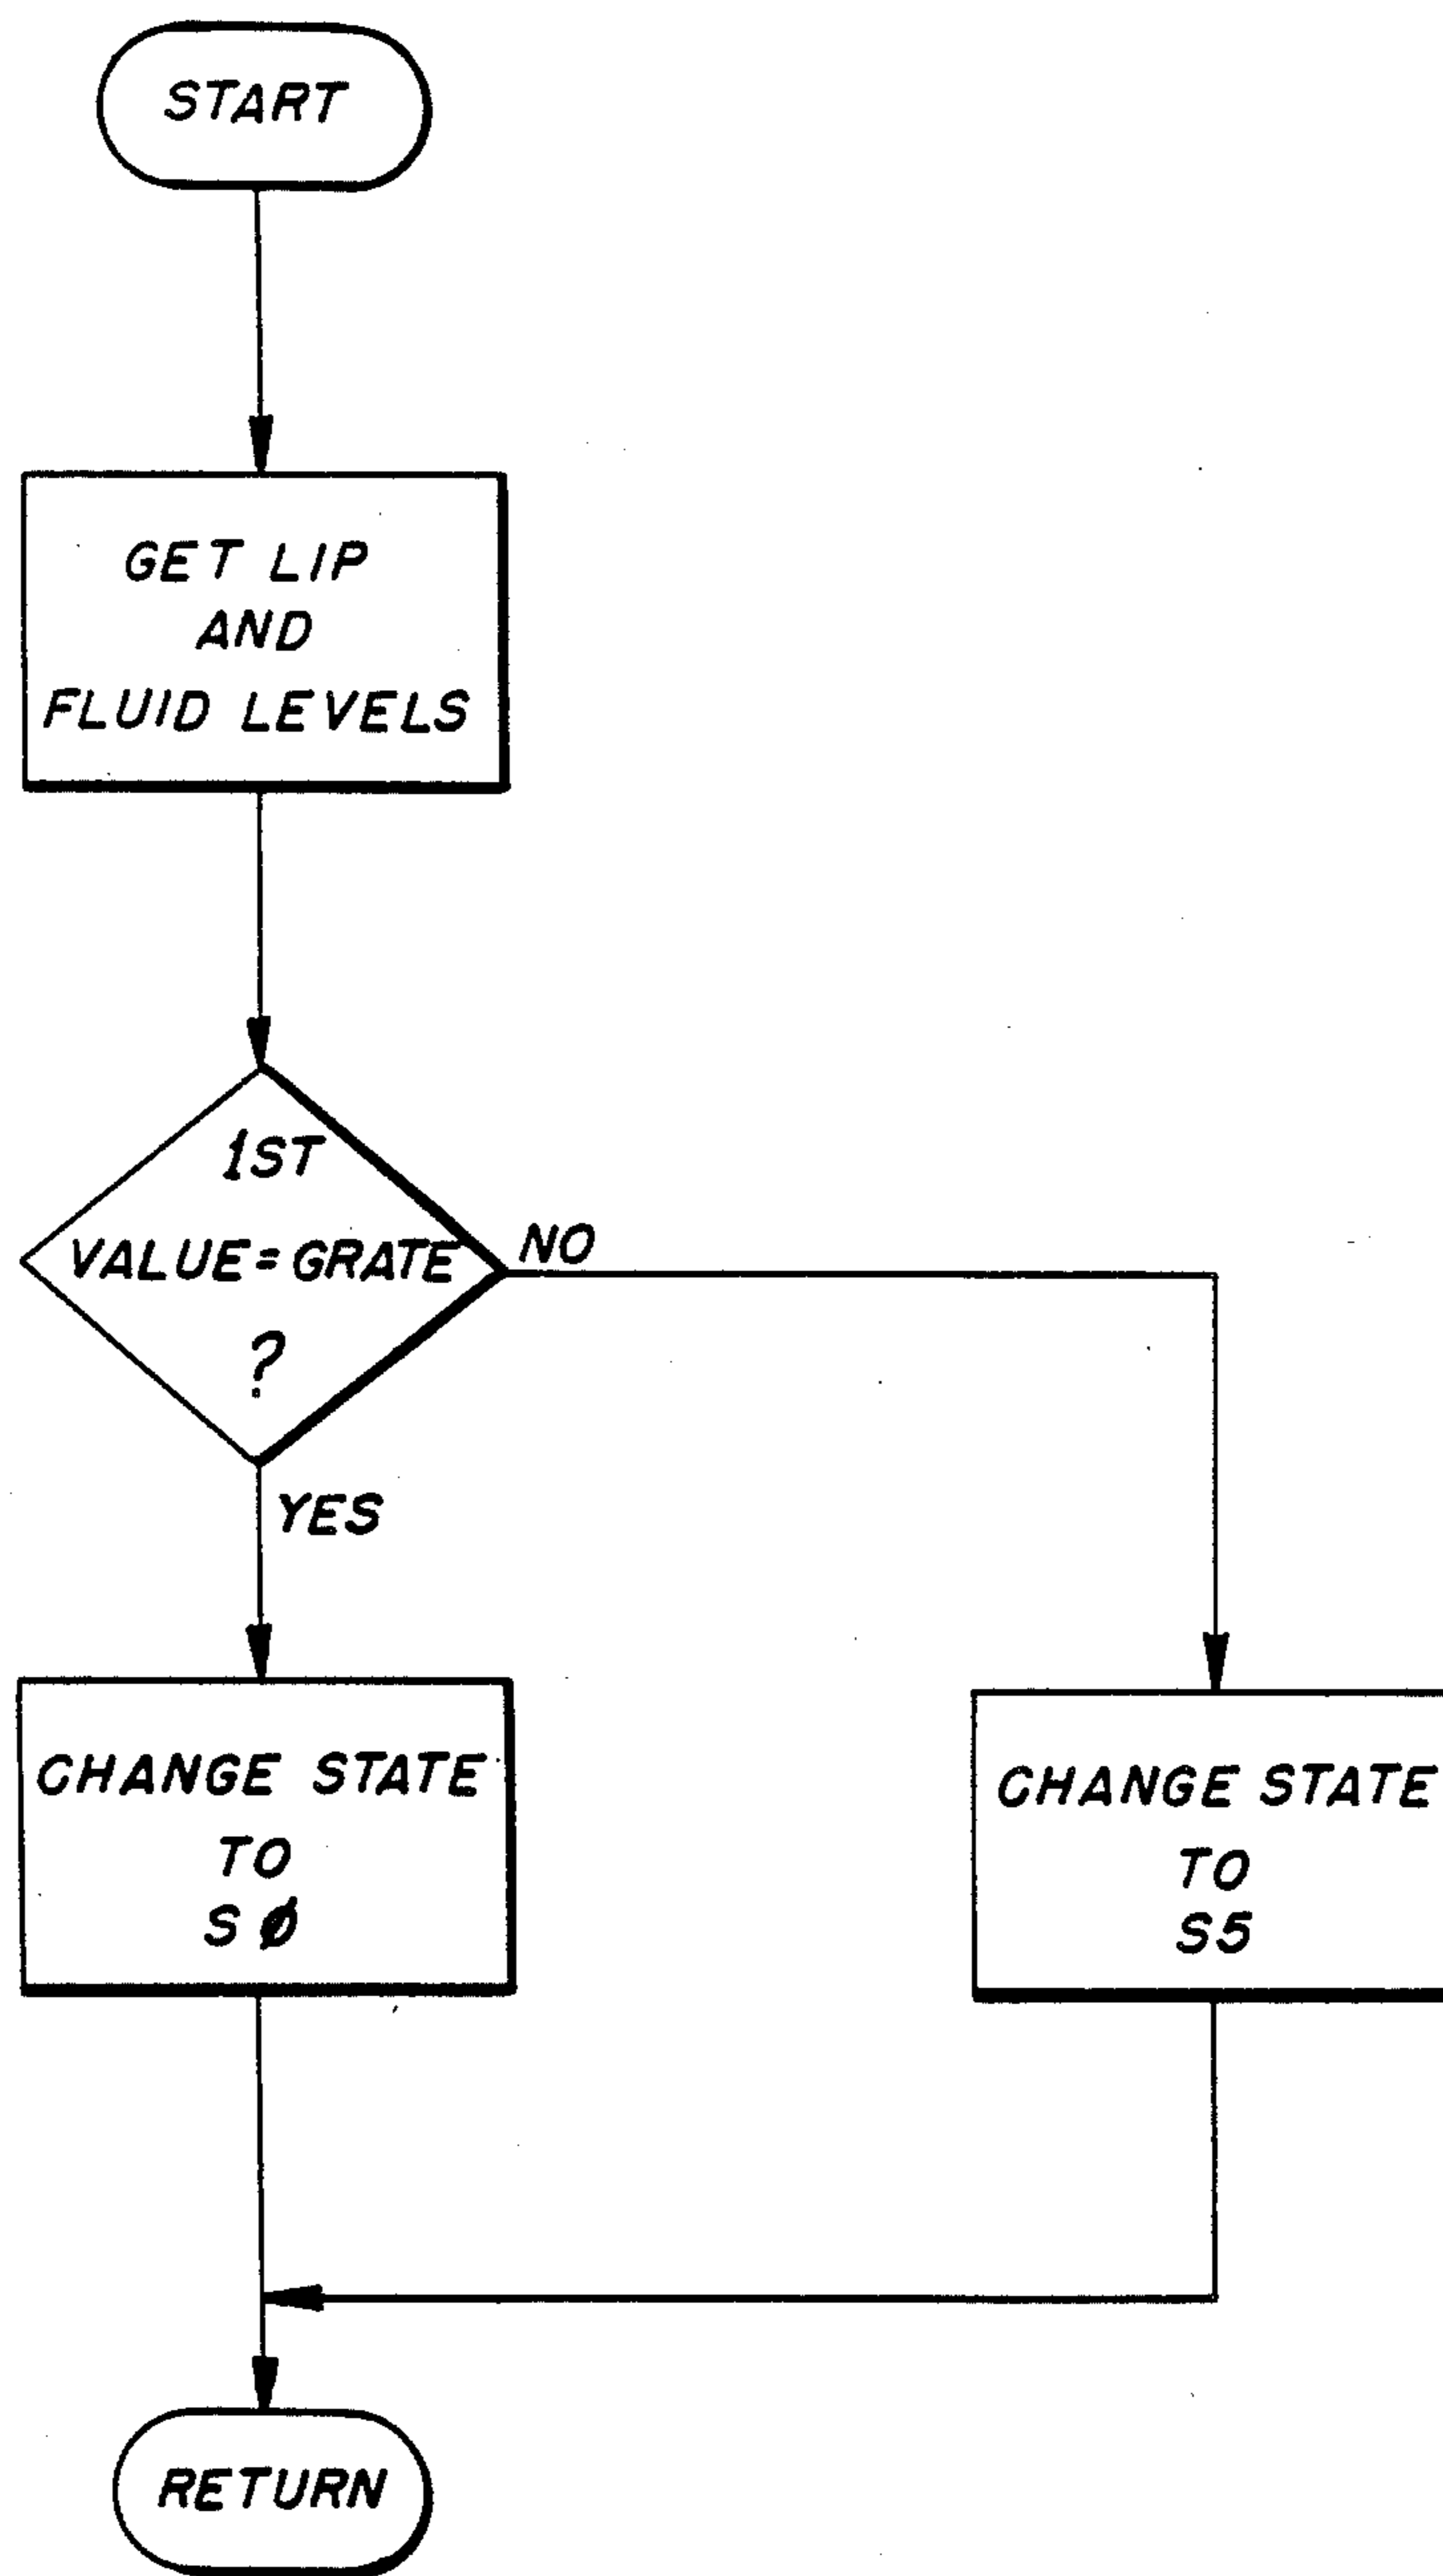 START
GET LIP
AND
FLUID LEVELS
1ST
VALUE=GRATE
?
NO
YES
CHANGE STATE
TO
SØ
CHANGE STATE
TO
S5
RETURN